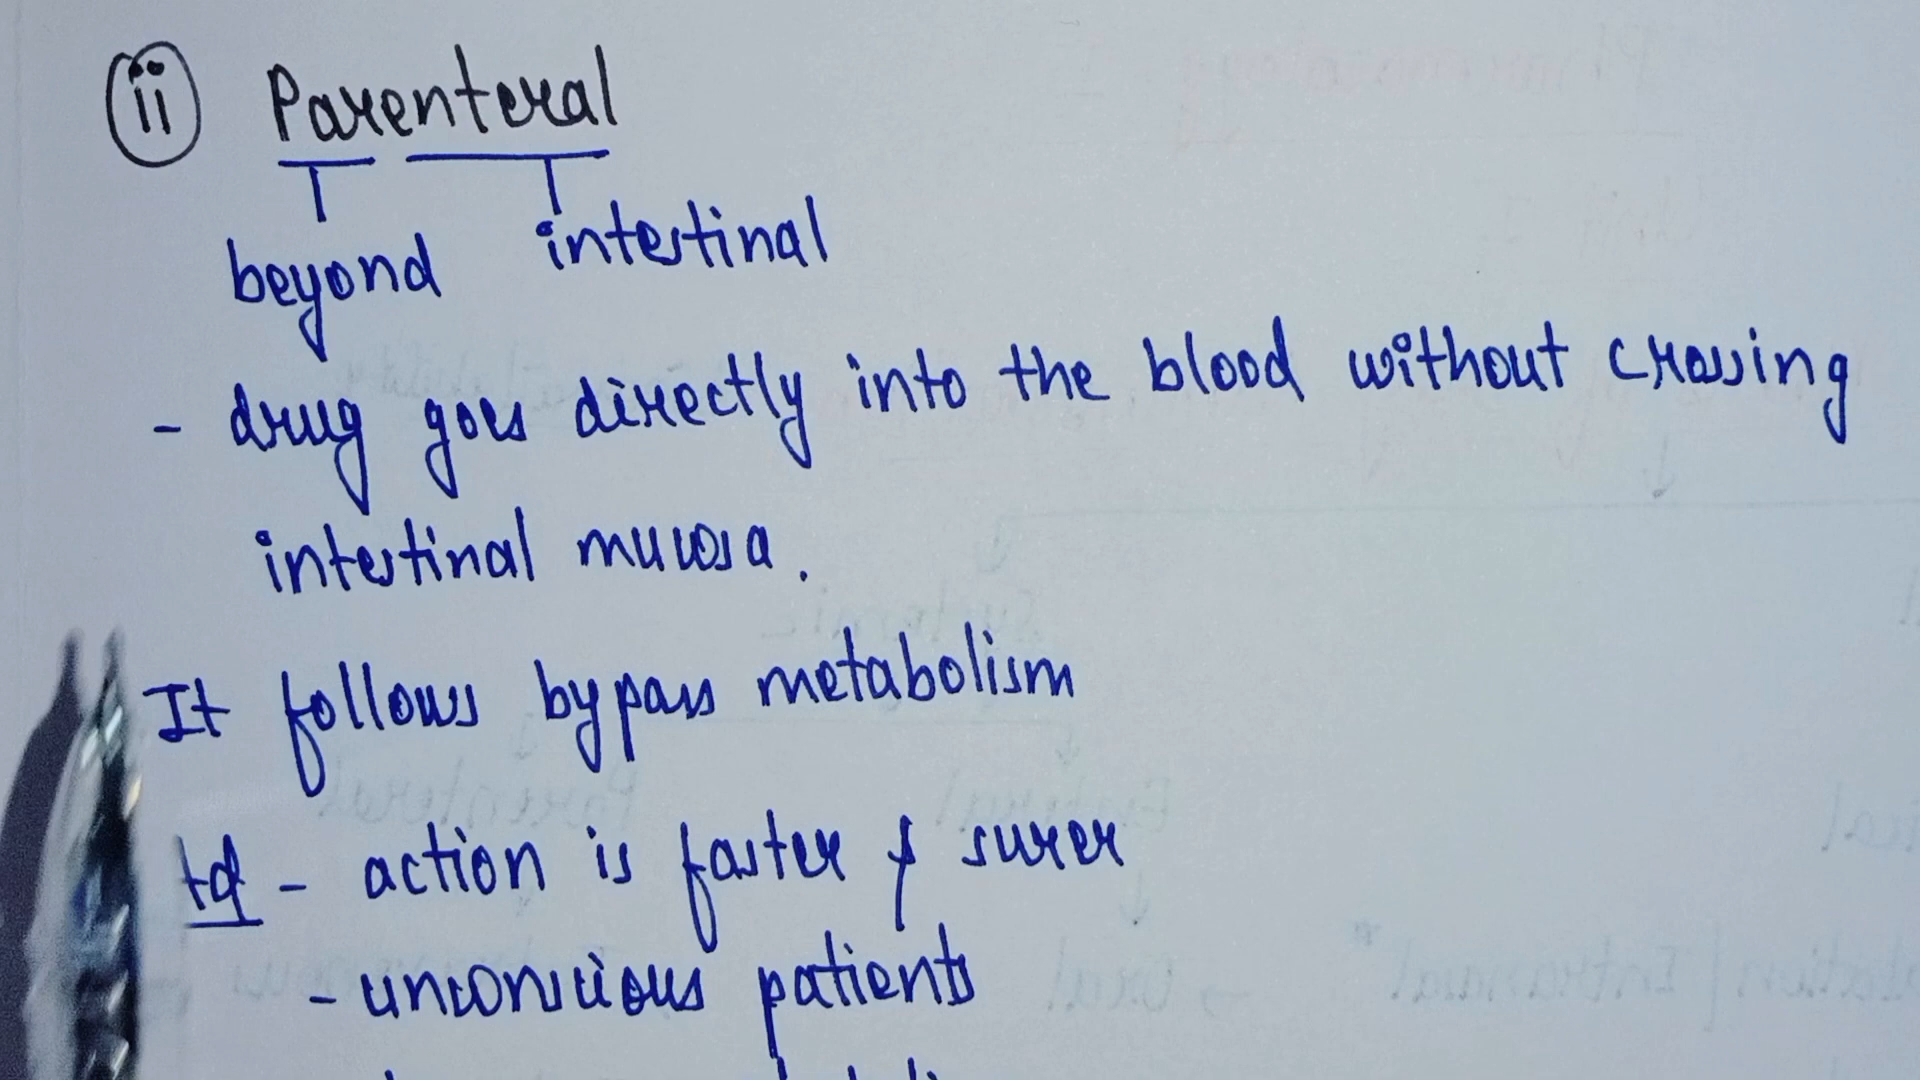 ii Parenteral
beyond intestinal
- drug goes directly into the blood without crossing
intestinal mucosa.
It follows bypass metabolism
- action is faster & surer
- unconscious patients